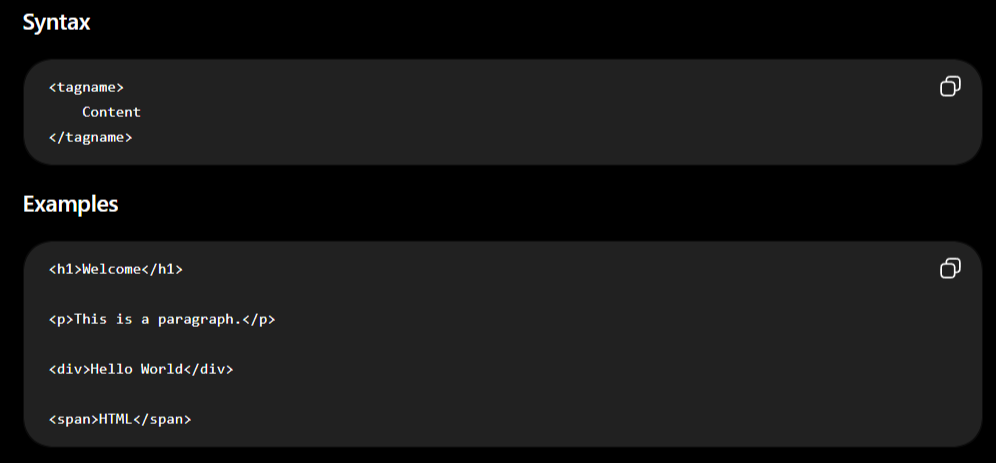 Syntax
<tagname>
    Content
</tagname>
Examples
<h1>Welcome</h1>
<p>This is a paragraph.</p>
<div>Hello World</div>
<span>HTML</span>